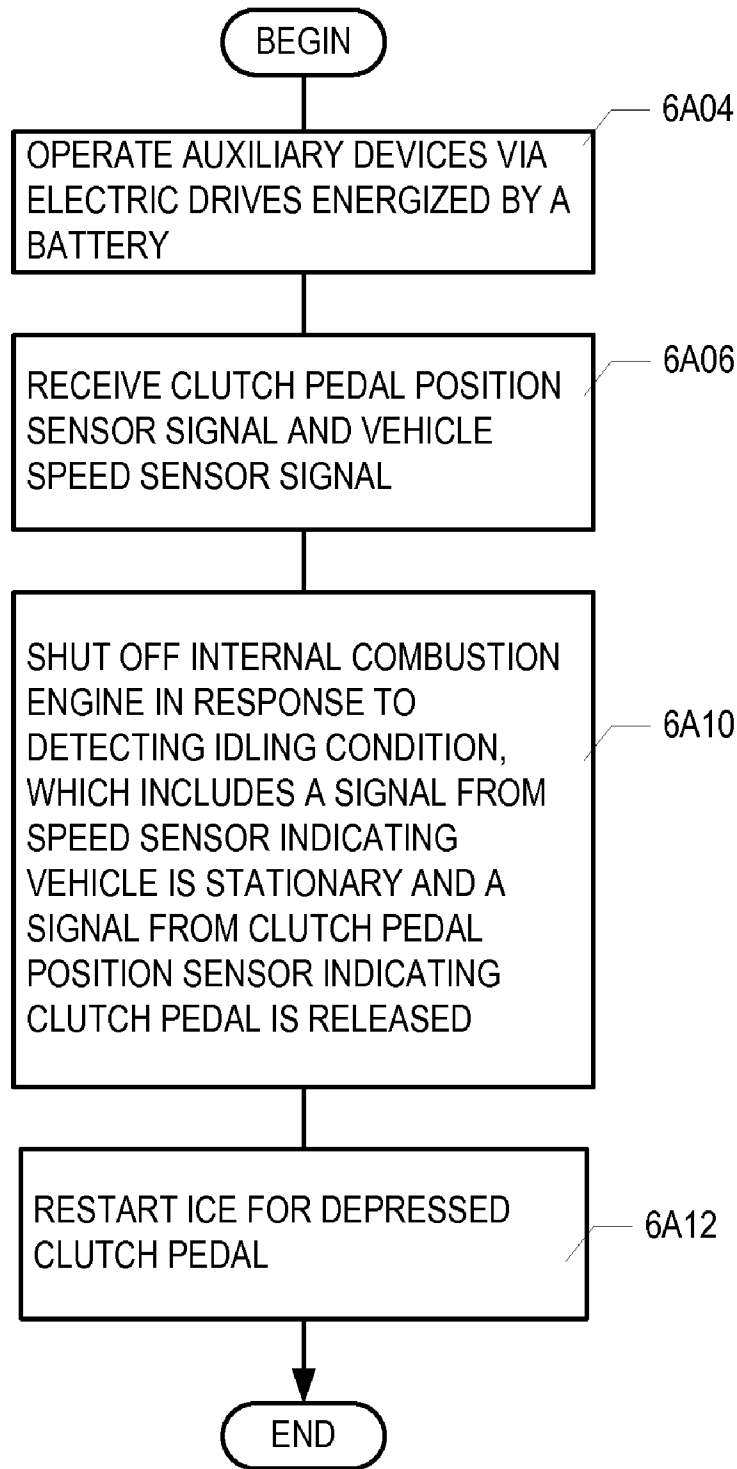 BEGIN
6A04
OPERATE AUXILIARY DEVICES VIA
ELECTRIC DRIVES ENERGIZED BY A
BATTERY
6A06
RECEIVE CLUTCH PEDAL POSITION
SENSOR SIGNAL AND VEHICLE
SPEED SENSOR SIGNAL
SHUT OFF INTERNAL COMBUSTION
ENGINE IN RESPONSE TO
DETECTING IDLING CONDITION,
WHICH INCLUDES A SIGNAL FROM
SPEED SENSOR INDICATING
VEHICLE IS STATIONARY AND A
SIGNAL FROM CLUTCH PEDAL
POSITION SENSOR INDICATING
CLUTCH PEDAL IS RELEASED
6A10
RESTART ICE FOR DEPRESSED
CLUTCH PEDAL
6A12
END